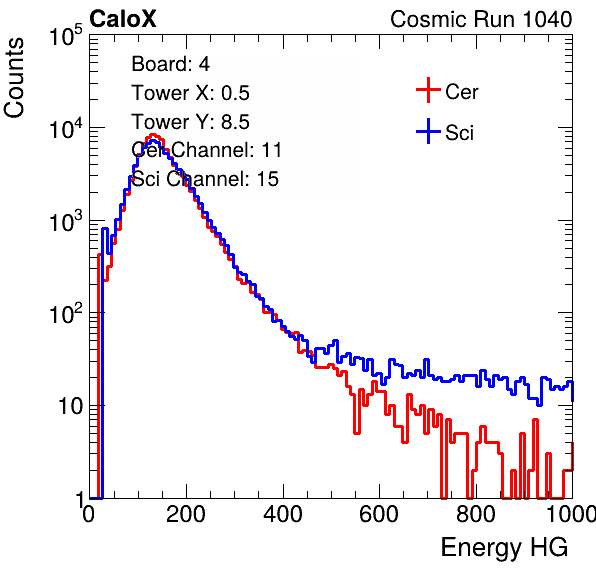 CaloX Cosmic Run 1040
Counts
10^5
10^4
10^3
10^2
10
1
Board: 4
Tower X: 0.5
Tower Y: 8.5
Cer Channel: 11
Sci Channel: 15
Cer
Sci
0 200 400 600 800 1000
Energy HG